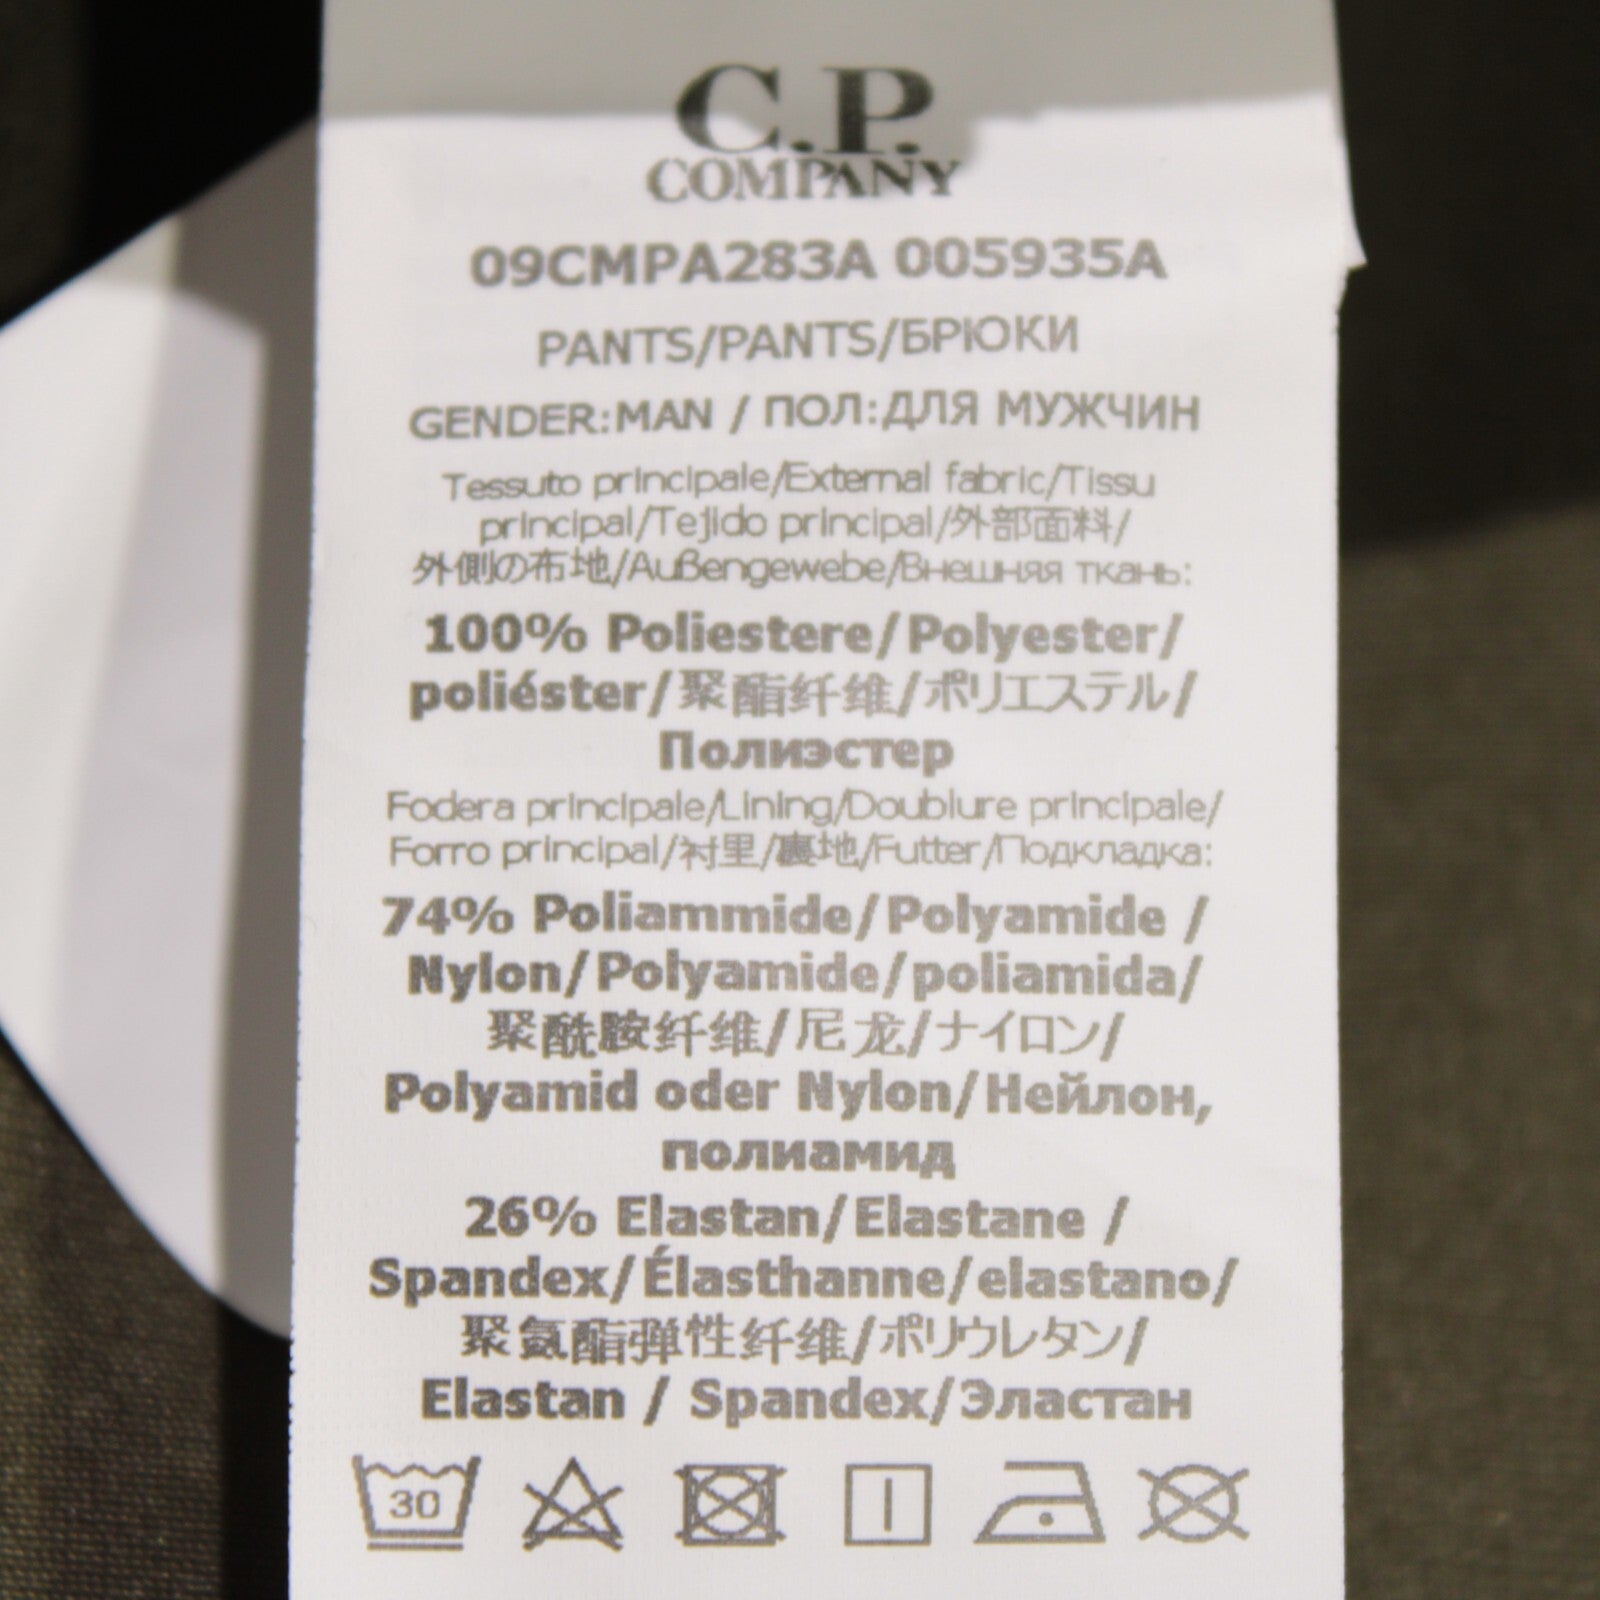 C.P.
COMPANY
09CMPA283A 005935A
PANTS/PANTS/БРЮКИ
GENDER:MAN / ПОЛ:ДЛЯ МУЖЧИН
Tessuto principale/External fabric/Tissu
principal/Tejido principal/外部面料/
外側の布地/Außengewebe/Внешняя ткань:
100% Poliestere/Polyester/
poliéster/聚酯纤维/ポリエステル/
Полиэстер
Fodera principale/Lining/Doublure principale/
Forro principal/衬里/裏地/Futter/Подкладка:
74% Poliammide/Polyamide /
Nylon/Polyamide/poliamida/
聚酰胺纤维/尼龙/ナイロン/
Polyamid oder Nylon/Нейлон,
полиамид
26% Elastan/Elastane /
Spandex/Élasthanne/elastano/
聚氨酯弹性纤维/ポリウレタン/
Elastan / Spandex/Эластан
30